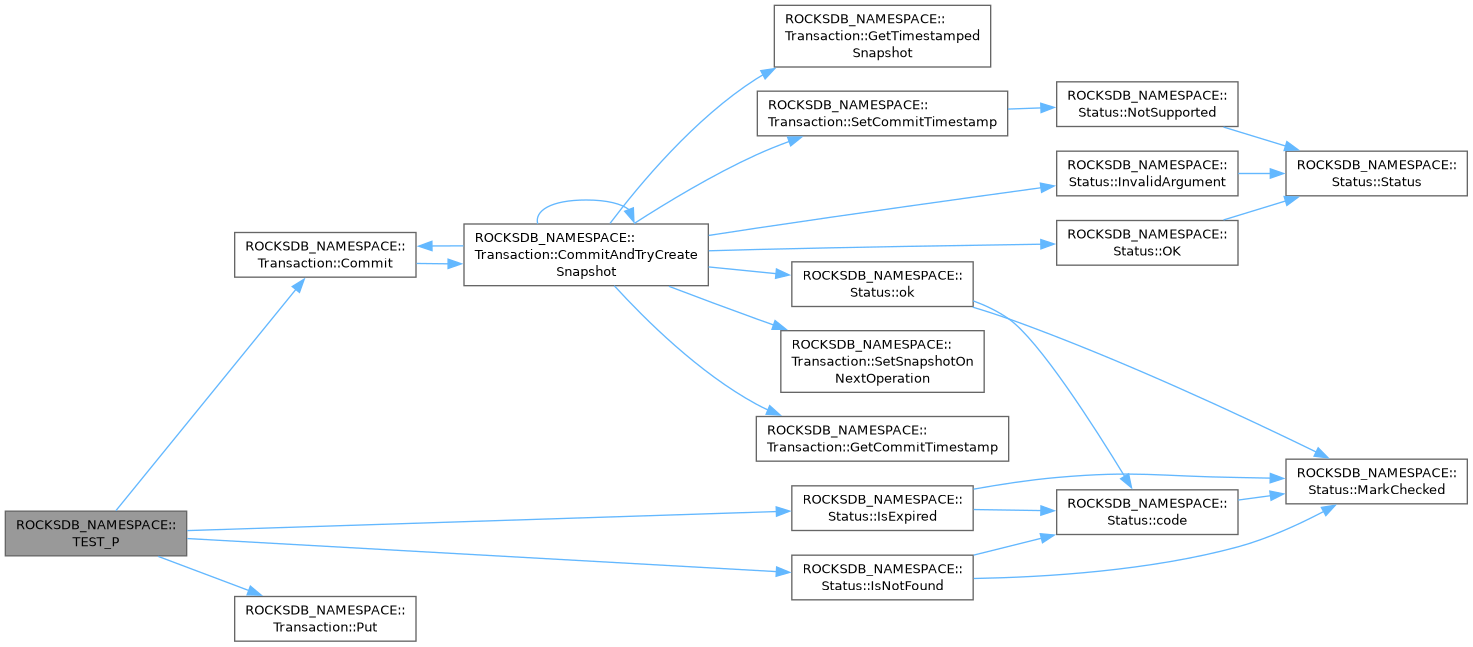 ROCKSDB_NAMESPACE::
TEST_P
ROCKSDB_NAMESPACE::
Transaction::Commit
ROCKSDB_NAMESPACE::
Transaction::CommitAndTryCreate
Snapshot
ROCKSDB_NAMESPACE::
Transaction::GetTimestamped
Snapshot
ROCKSDB_NAMESPACE::
Transaction::SetCommitTimestamp
ROCKSDB_NAMESPACE::
Status::NotSupported
ROCKSDB_NAMESPACE::
Status::Status
ROCKSDB_NAMESPACE::
Status::InvalidArgument
ROCKSDB_NAMESPACE::
Status::OK
ROCKSDB_NAMESPACE::
Status::ok
ROCKSDB_NAMESPACE::
Transaction::SetSnapshotOn
NextOperation
ROCKSDB_NAMESPACE::
Transaction::GetCommitTimestamp
ROCKSDB_NAMESPACE::
Status::IsExpired
ROCKSDB_NAMESPACE::
Status::code
ROCKSDB_NAMESPACE::
Status::MarkChecked
ROCKSDB_NAMESPACE::
Status::IsNotFound
ROCKSDB_NAMESPACE::
Transaction::Put